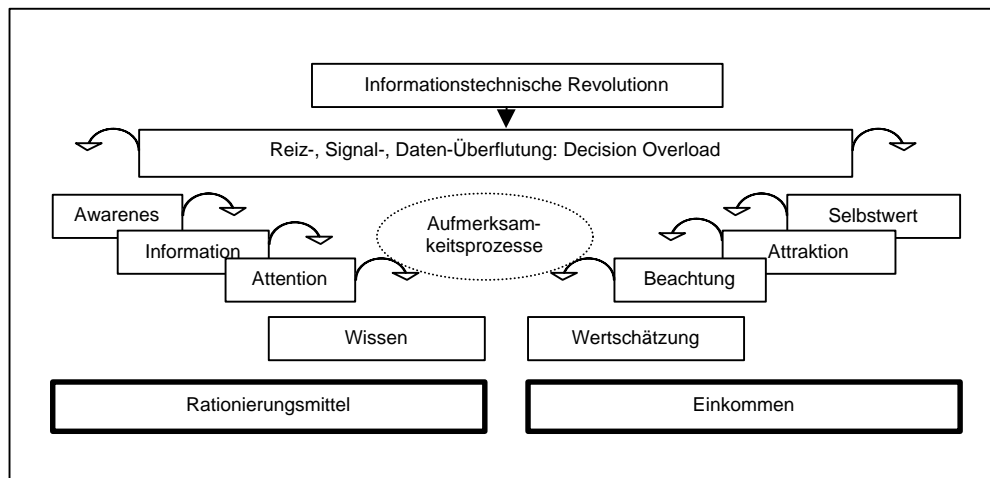 Informationstechnische Revolutionn
Reiz-, Signal-, Daten-Überflutung: Decision Overload
Awarenes
Information
Attention
Aufmerksam-
keitsprozesse
Selbstwert
Attraktion
Beachtung
Wissen
Wertschätzung
Rationierungsmittel
Einkommen